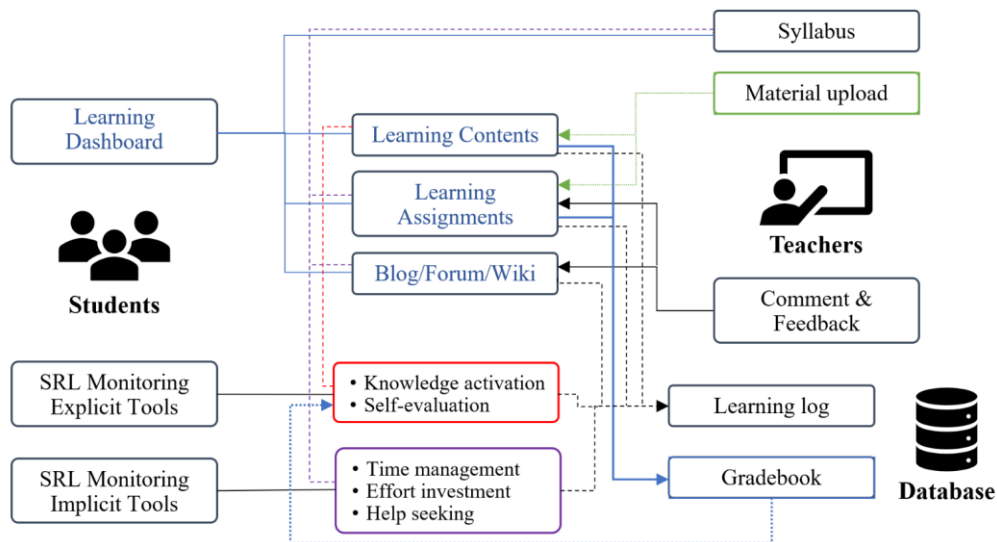 Syllabus
Material upload
Learning
Dashboard
Learning Contents
Learning
Assignments
Blog/Forum/Wiki
Students
Teachers
Comment &
Feedback
SRL Monitoring
Explicit Tools
• Knowledge activation
• Self-evaluation
Learning log
SRL Monitoring
Implicit Tools
• Time management
• Effort investment
• Help seeking
Gradebook
Database